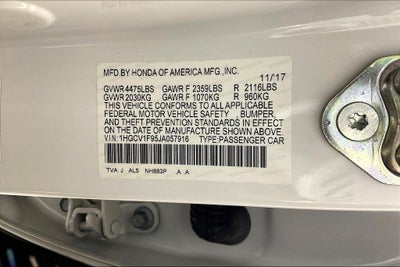 MFD.BY HONDA OF AMERICA MFG.,INC. 11/17
GVWR 4475LBS GAWR F 2359LBS R 2116LBS
GVWR 2030KG GAWR F 1070KG R 960KG
THIS VEHICLE CONFORMS TO ALL APPLICABLE
FEDERAL MOTOR VEHICLE SAFETY , BUMPER,
AND THEFT PREVENTION STANDARDS IN EFFECT
ON THE DATE OF MANUFACTURE SHOWN ABOVE.
VIN:1HGCV1F95JA057916 TYPE:PASSENGER CAR
TVA J AL5 NH883P .A .A